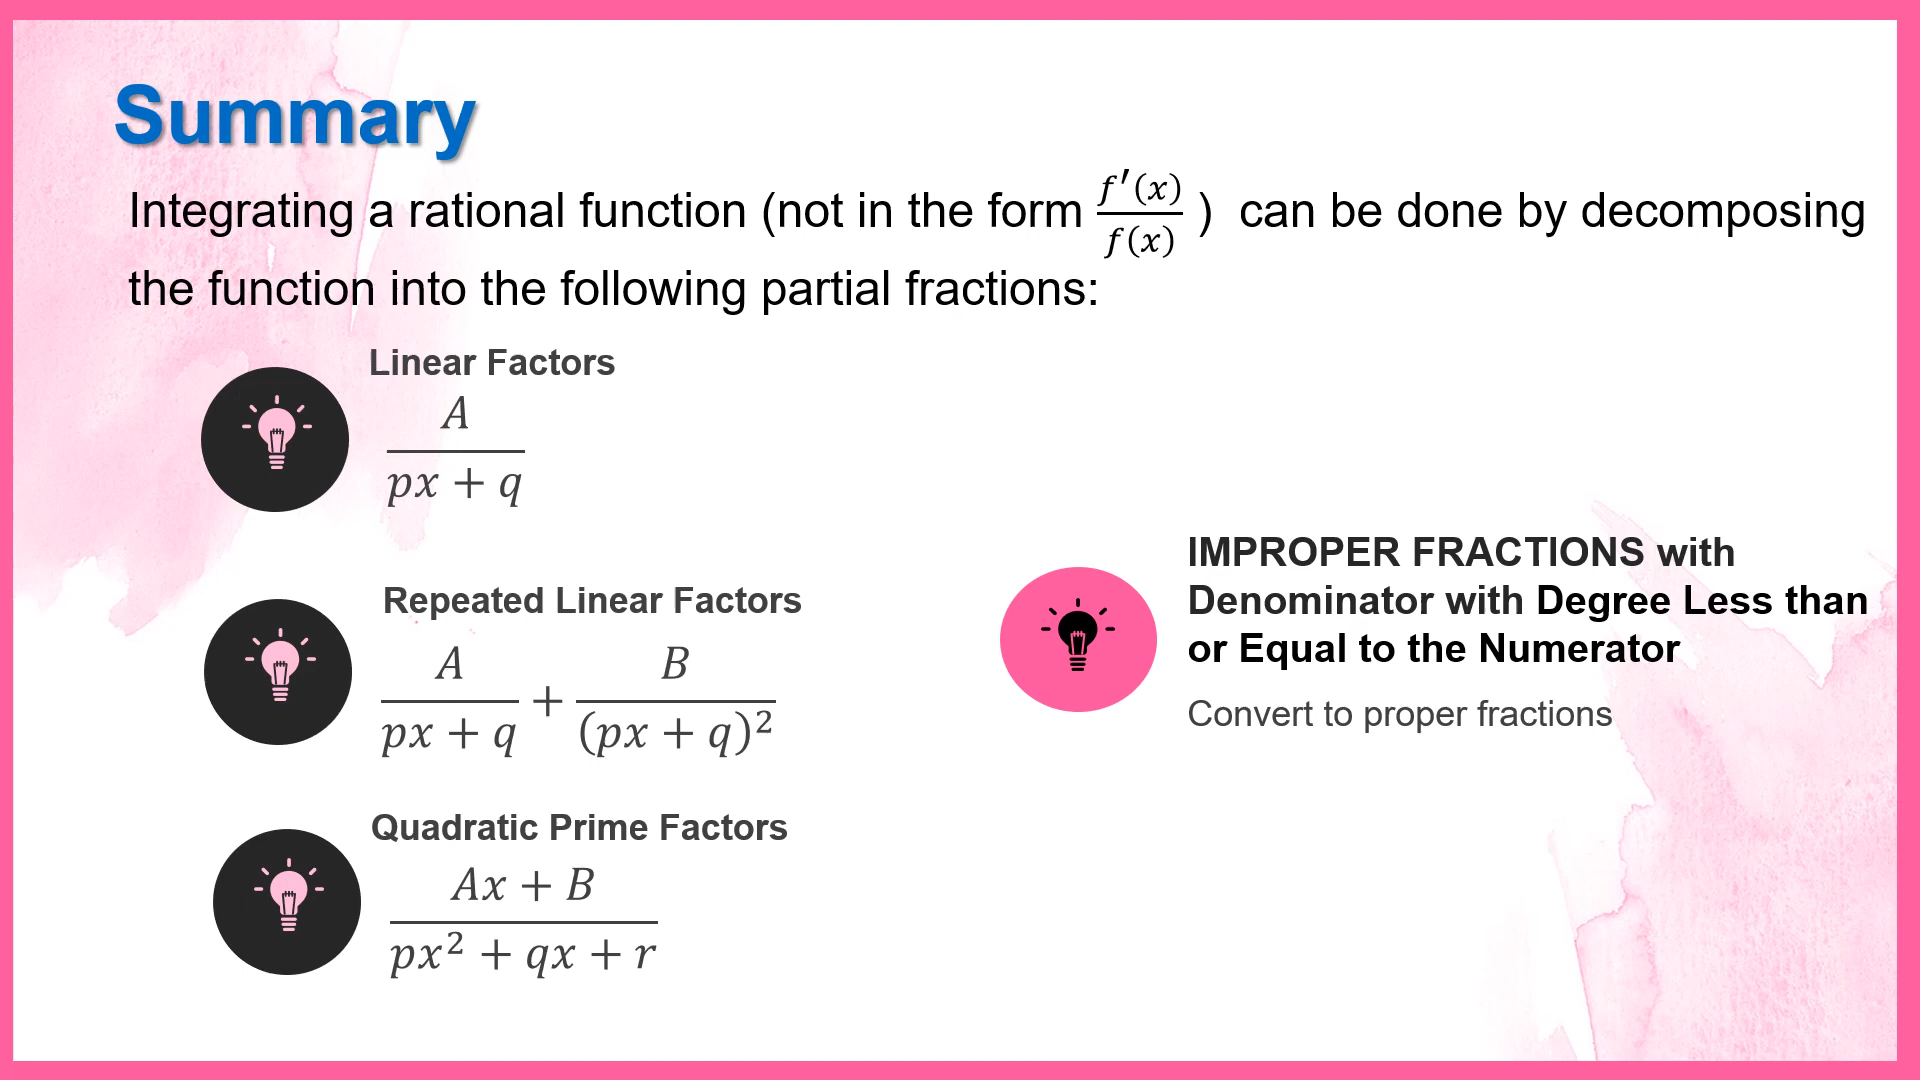 Summary
Integrating a rational function (not in the form f′(x)/f(x) ) can be done by decomposing
the function into the following partial fractions:
Linear Factors
A/(px + q)
Repeated Linear Factors
A/(px + q) + B/(px + q)²
Quadratic Prime Factors
(Ax + B)/(px² + qx + r)
IMPROPER FRACTIONS with
Denominator with Degree Less than
or Equal to the Numerator
Convert to proper fractions